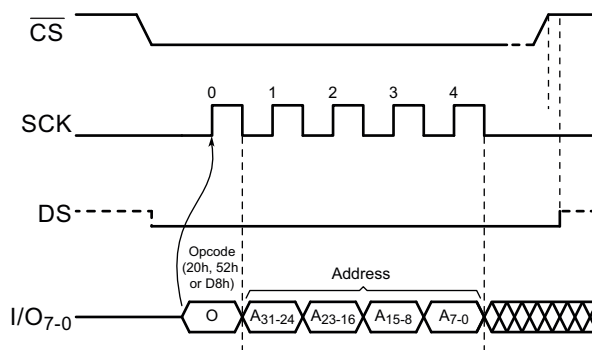 CS
0 1 2 3 4
SCK
DS
Opcode
(20h, 52h
or D8h)
Address
I/O7-0
O A31-24 A23-16 A15-8 A7-0